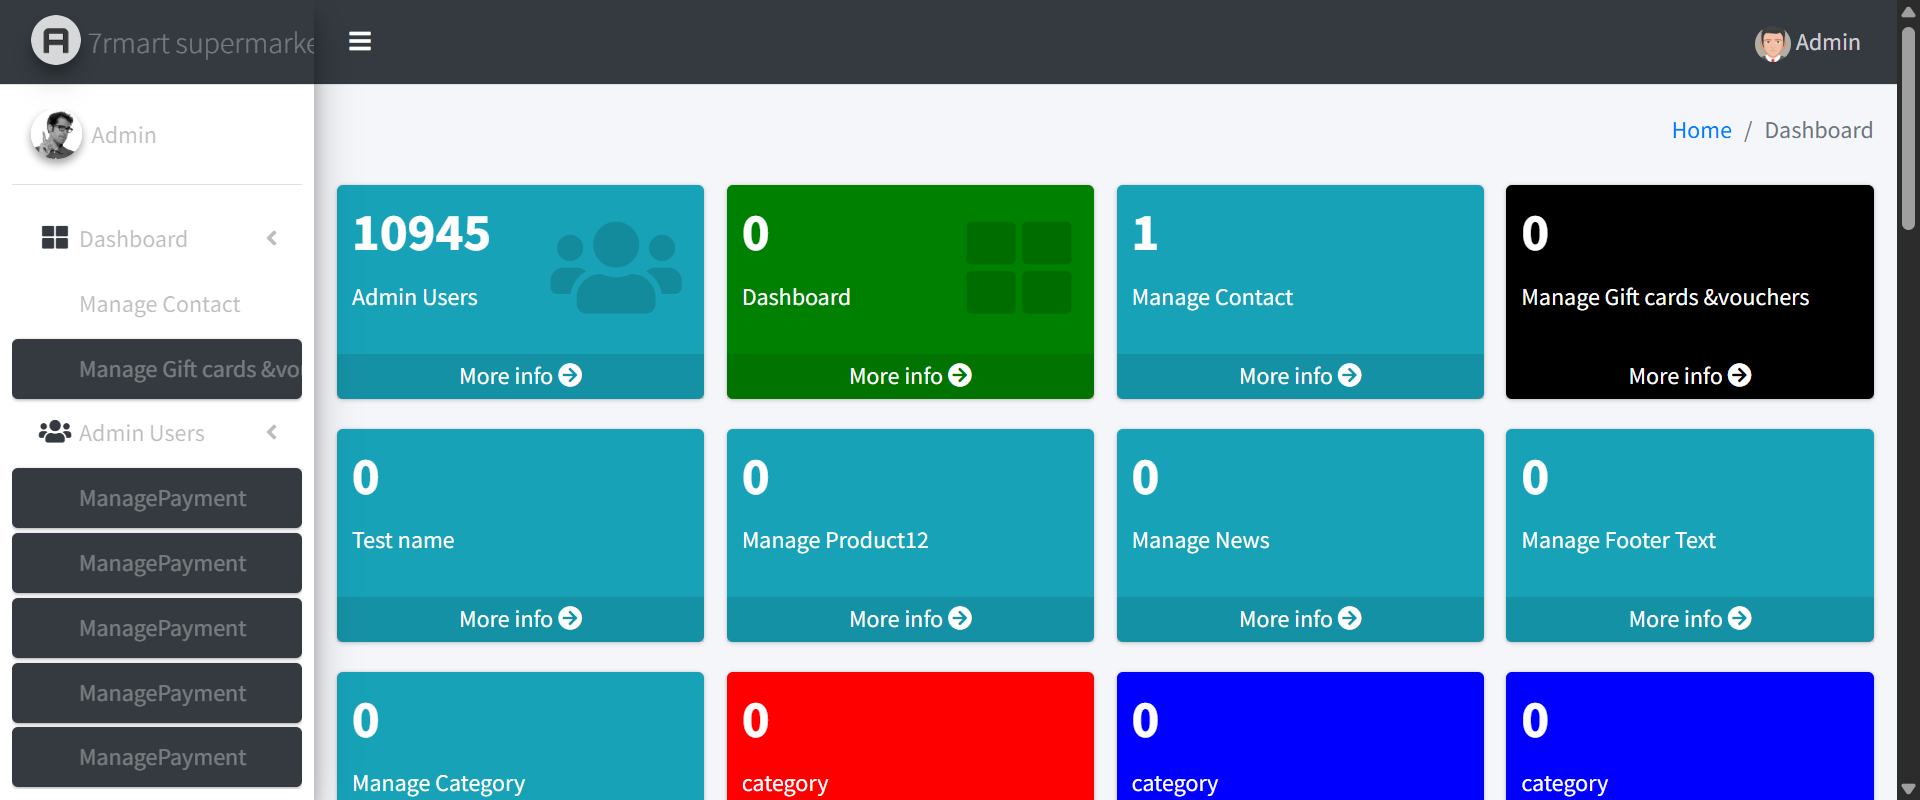 7rmart supermarke
Admin
Admin
Home / Dashboard
Dashboard
Manage Contact
Manage Gift cards &vou
Admin Users
ManagePayment
ManagePayment
ManagePayment
ManagePayment
ManagePayment
10945
Admin Users
More info
0
Dashboard
More info
1
Manage Contact
More info
0
Manage Gift cards &vouchers
More info
0
Test name
More info
0
Manage Product12
More info
0
Manage News
More info
0
Manage Footer Text
More info
0
Manage Category
0
category
0
category
0
category